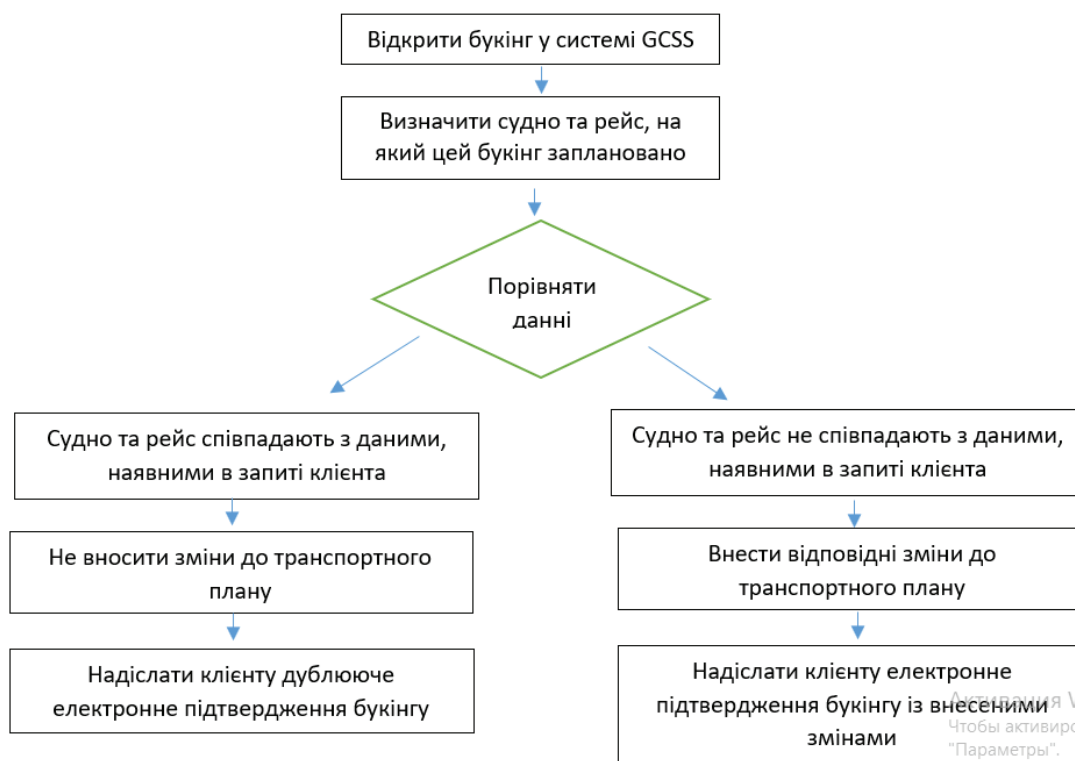 Відкрити букінг у системі GCSS
Визначити судно та рейс, на
який цей букінг заплановано
Порівняти
данні
Судно та рейс співпадають з даними,
наявними в запиті клієнта
Не вносити зміни до транспортного
плану
Надіслати клієнту дублююче
електронне підтвердження букінгу
Судно та рейс не співпадають з даними,
наявними в запиті клієнта
Внести відповідні зміни до
транспортного плану
Надіслати клієнту електронне
підтвердження букінгу із внесеними
змінами
Активация
Чтобы
"Параметры".